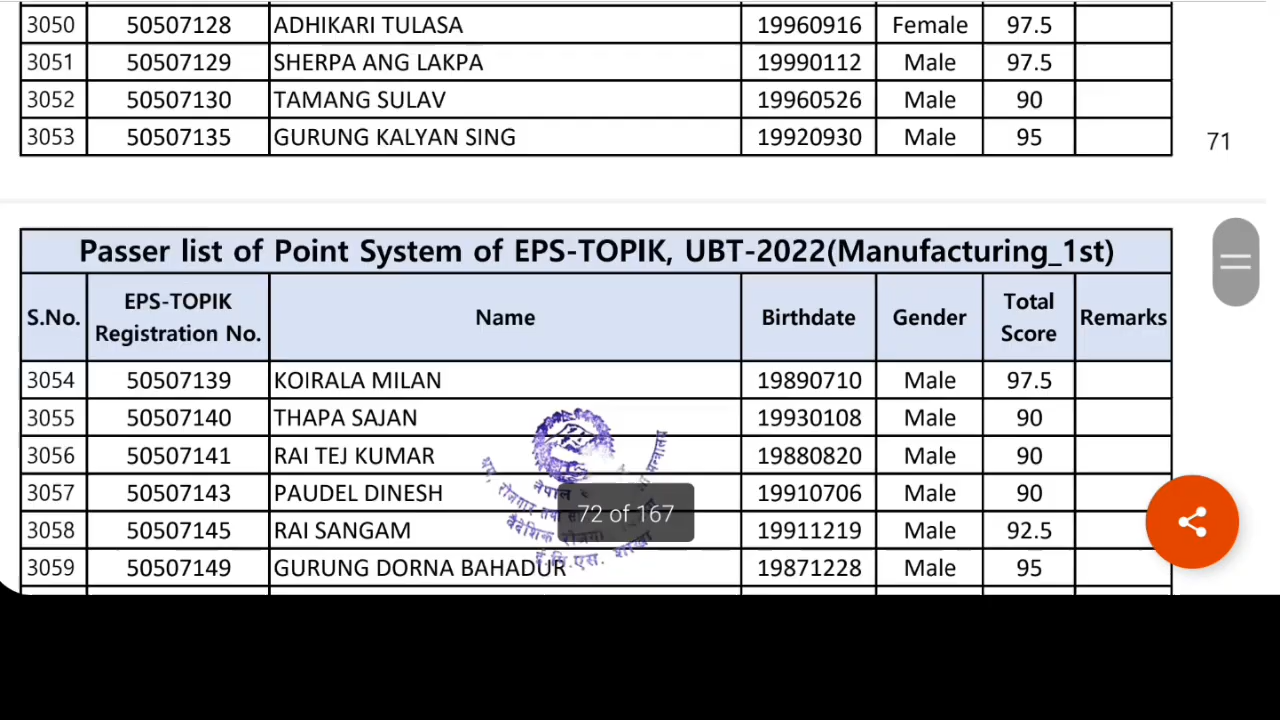 3050 50507128 ADHIKARI TULASA 19960916 Female 97.5
3051 50507129 SHERPA ANG LAKPA 19990112 Male 97.5
3052 50507130 TAMANG SULAV 19960526 Male 90
3053 50507135 GURUNG KALYAN SING 19920930 Male 95
71
Passer list of Point System of EPS-TOPIK, UBT-2022(Manufacturing_1st)
S.No. EPS-TOPIK Registration No. Name Birthdate Gender Total Score Remarks
3054 50507139 KOIRALA MILAN 19890710 Male 97.5
3055 50507140 THAPA SAJAN 19930108 Male 90
3056 50507141 RAI TEJ KUMAR 19880820 Male 90
3057 50507143 PAUDEL DINESH 19910706 Male 90
3058 50507145 RAI SANGAM 19911219 Male 92.5
3059 50507149 GURUNG DORNA BAHADUR 19871228 Male 95
72 of 167
श्रम, रोजगार तथा
नेपाल
वैदेशिक
ई.पि.एस. शाखा